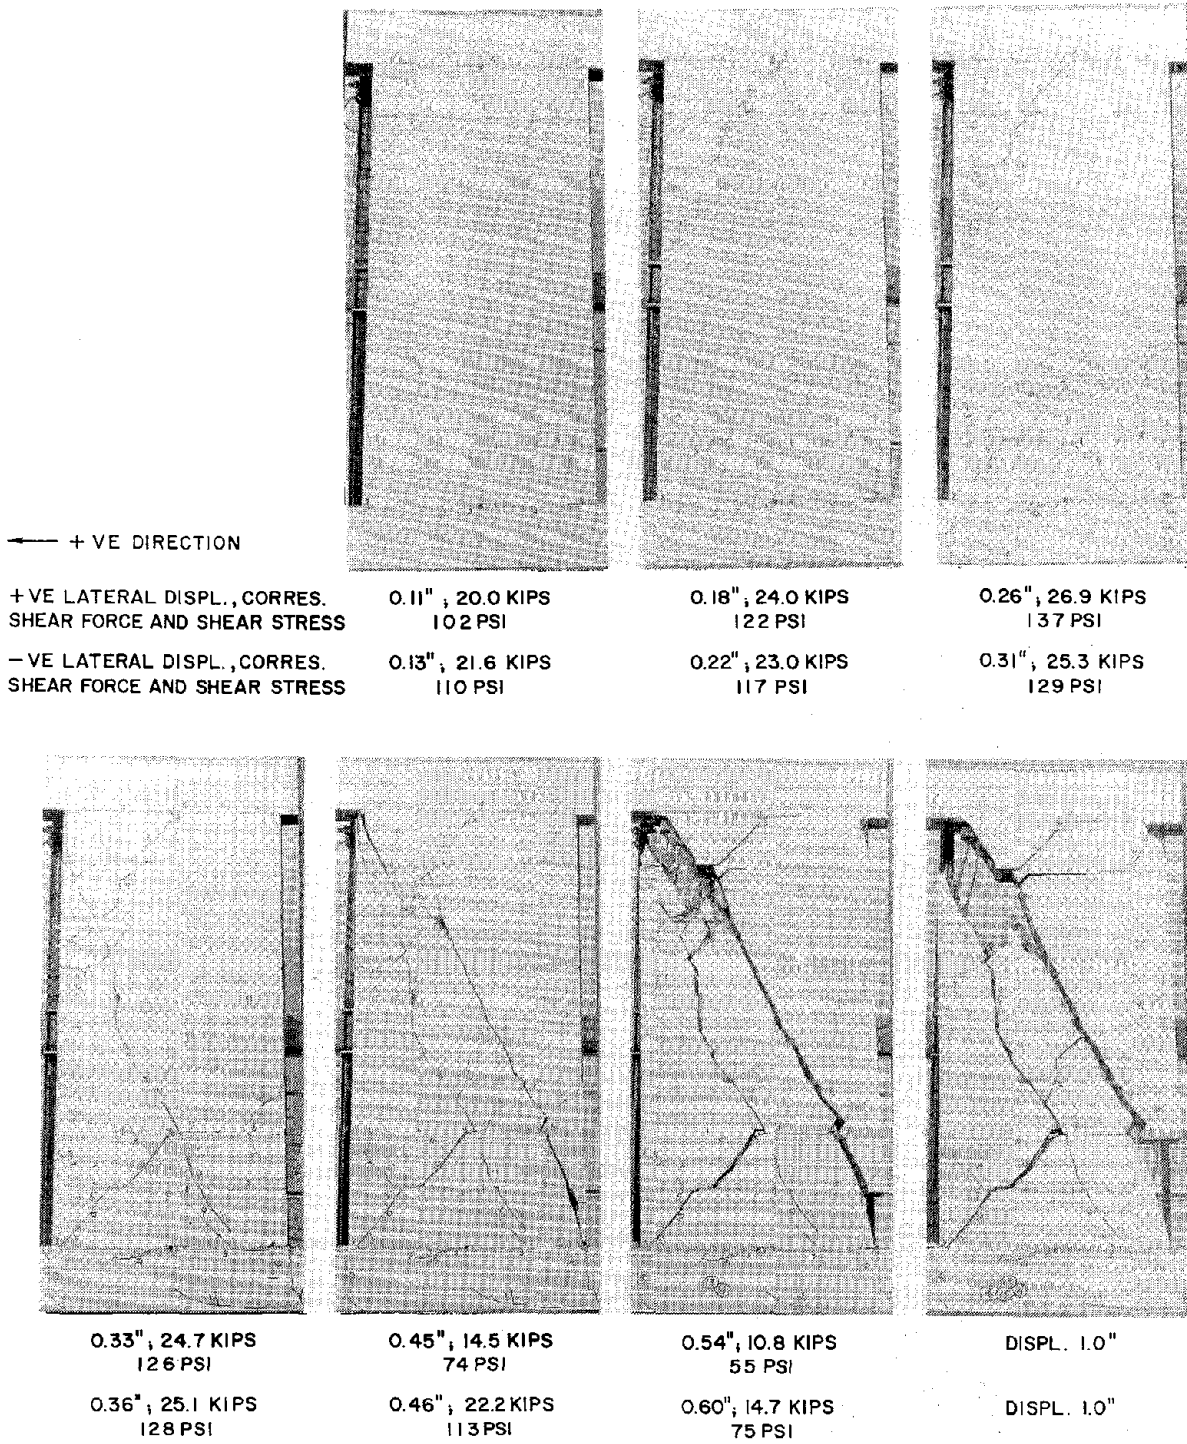 ← + VE DIRECTION
+VE LATERAL DISPL., CORRES.
SHEAR FORCE AND SHEAR STRESS
0.11"; 20.0 KIPS
102 PSI
0.18"; 24.0 KIPS
122 PSI
0.26"; 26.9 KIPS
137 PSI
-VE LATERAL DISPL., CORRES.
SHEAR FORCE AND SHEAR STRESS
0.13"; 21.6 KIPS
110 PSI
0.22"; 23.0 KIPS
117 PSI
0.31"; 25.3 KIPS
129 PSI
0.33"; 24.7 KIPS
126 PSI
0.45"; 14.5 KIPS
74 PSI
0.54"; 10.8 KIPS
55 PSI
DISPL. 1.0"
0.36"; 25.1 KIPS
128 PSI
0.46"; 22.2 KIPS
113 PSI
0.60"; 14.7 KIPS
75 PSI
DISPL. 1.0"